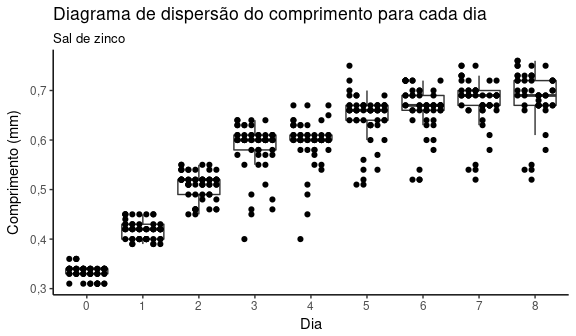 Diagrama de dispersão do comprimento para cada dia
Sal de zinco
Comprimento (mm)
0,7
0,6
0,5
0,4
0,3
0 1 2 3 4 5 6 7 8
Dia